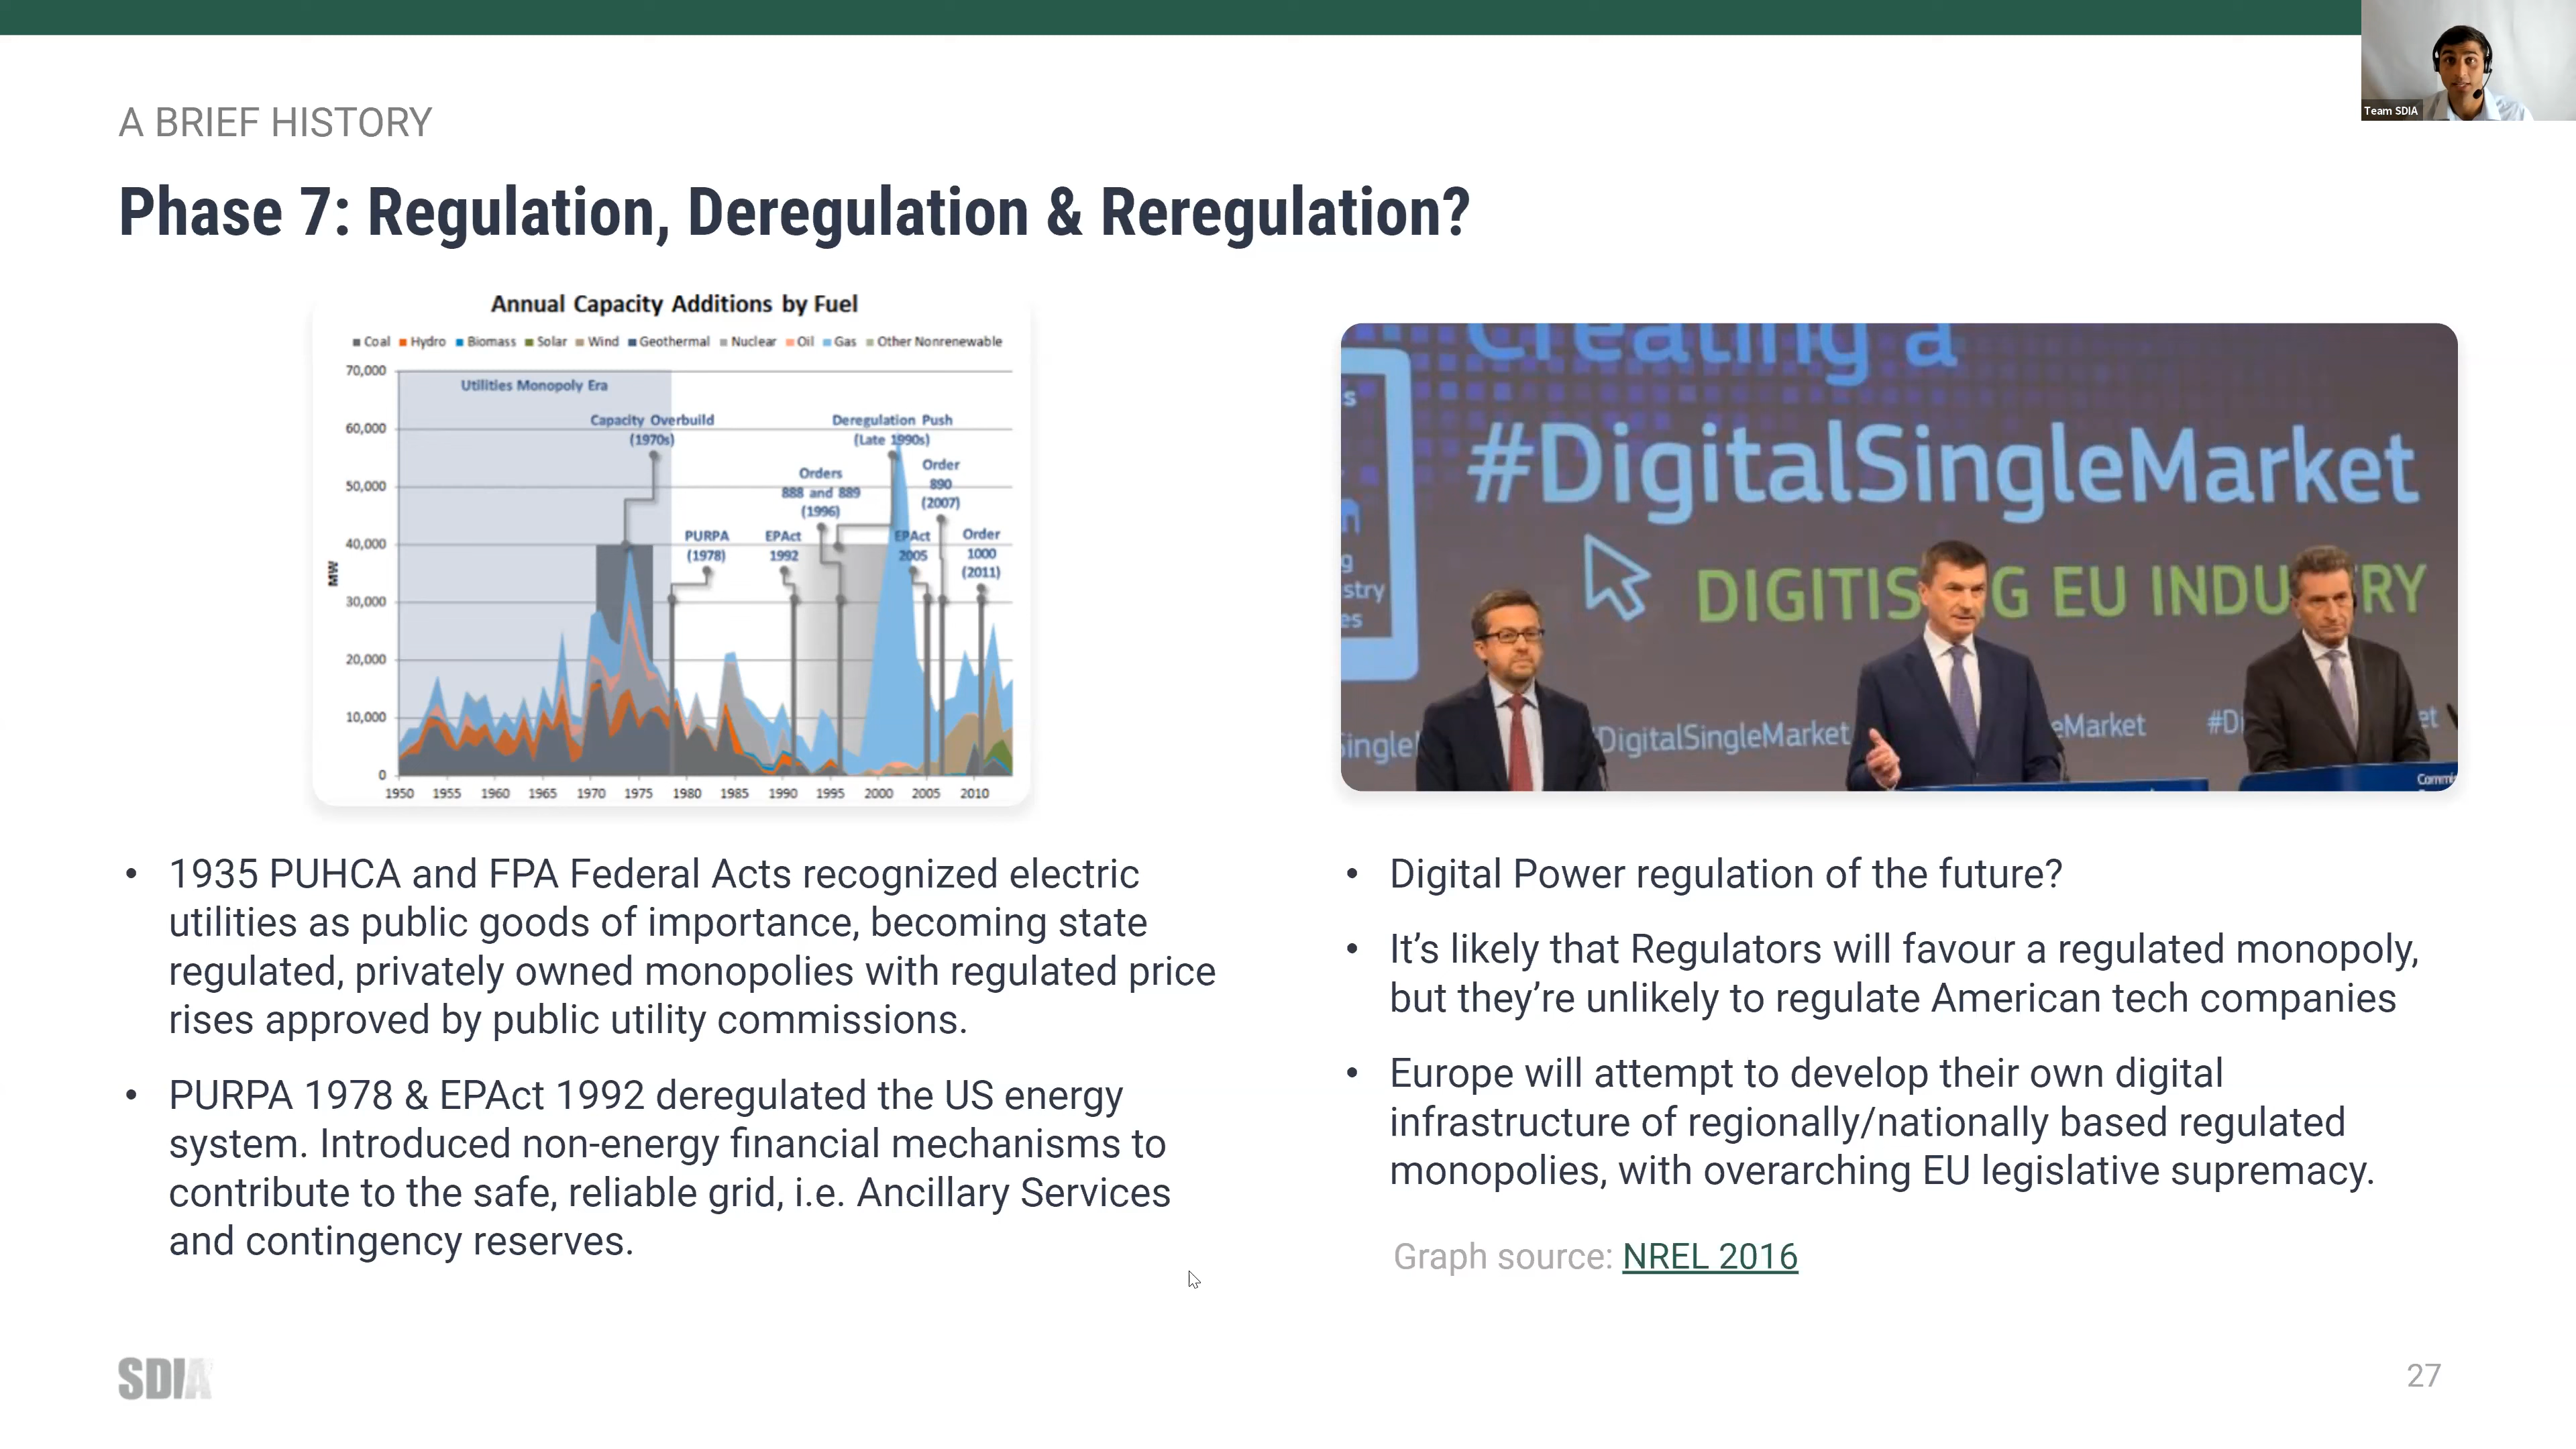 Team SDIA
A BRIEF HISTORY
Phase 7: Regulation, Deregulation & Reregulation?
Annual Capacity Additions by Fuel
Coal Hydro Biomass Solar Wind Geothermal Nuclear Oil Gas Other Nonrenewable
70,000
60,000
50,000
40,000
30,000
20,000
10,000
0
MW
Utilities Monopoly Era
Capacity Overbuild
(1970s)
Deregulation Push
(Late 1990s)
Orders
888 and 889
(1996)
Order
890
(2007)
PURPA
(1978)
EPAct
1992
EPAct
2005
Order
1000
(2011)
1950 1955 1960 1965 1970 1975 1980 1985 1990 1995 2000 2005 2010
Creating a
#DigitalSingleMarket
DIGITIS G EU INDU RY
s
g
stry
es
Single
#DigitalSingleMarket
eMarket
#Di
et
Commi
• 1935 PUHCA and FPA Federal Acts recognized electric
utilities as public goods of importance, becoming state
regulated, privately owned monopolies with regulated price
rises approved by public utility commissions.
• PURPA 1978 & EPAct 1992 deregulated the US energy
system. Introduced non-energy financial mechanisms to
contribute to the safe, reliable grid, i.e. Ancillary Services
and contingency reserves.
• Digital Power regulation of the future?
• It’s likely that Regulators will favour a regulated monopoly,
but they’re unlikely to regulate American tech companies
• Europe will attempt to develop their own digital
infrastructure of regionally/nationally based regulated
monopolies, with overarching EU legislative supremacy.
Graph source: NREL 2016
SDIA
27